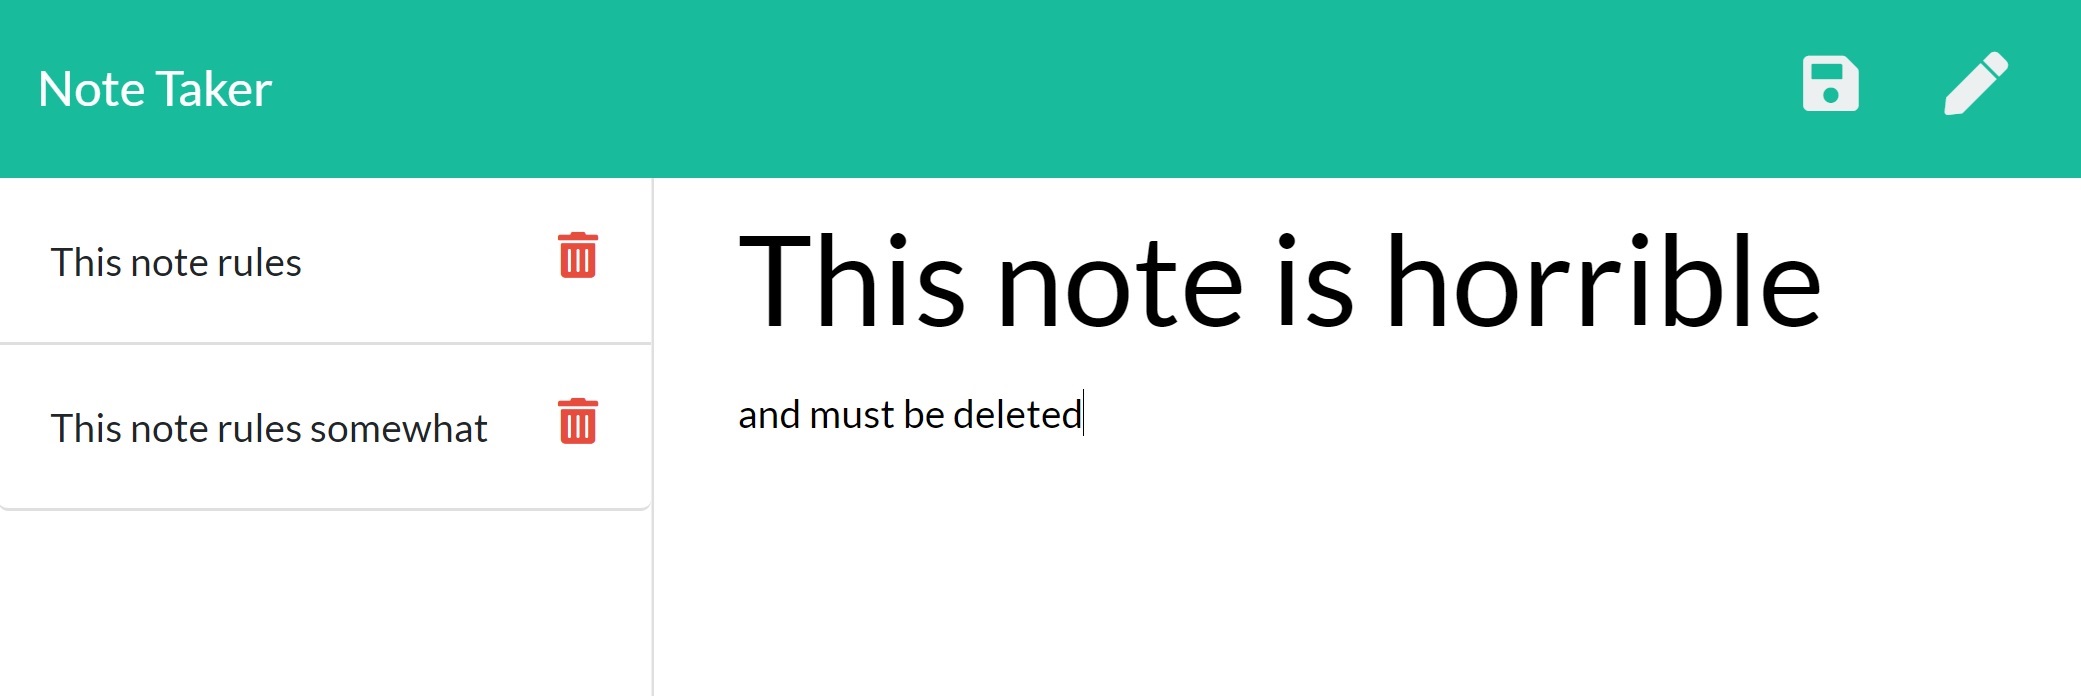 Note Taker
This note rules
This note rules somewhat
This note is horrible
and must be deleted